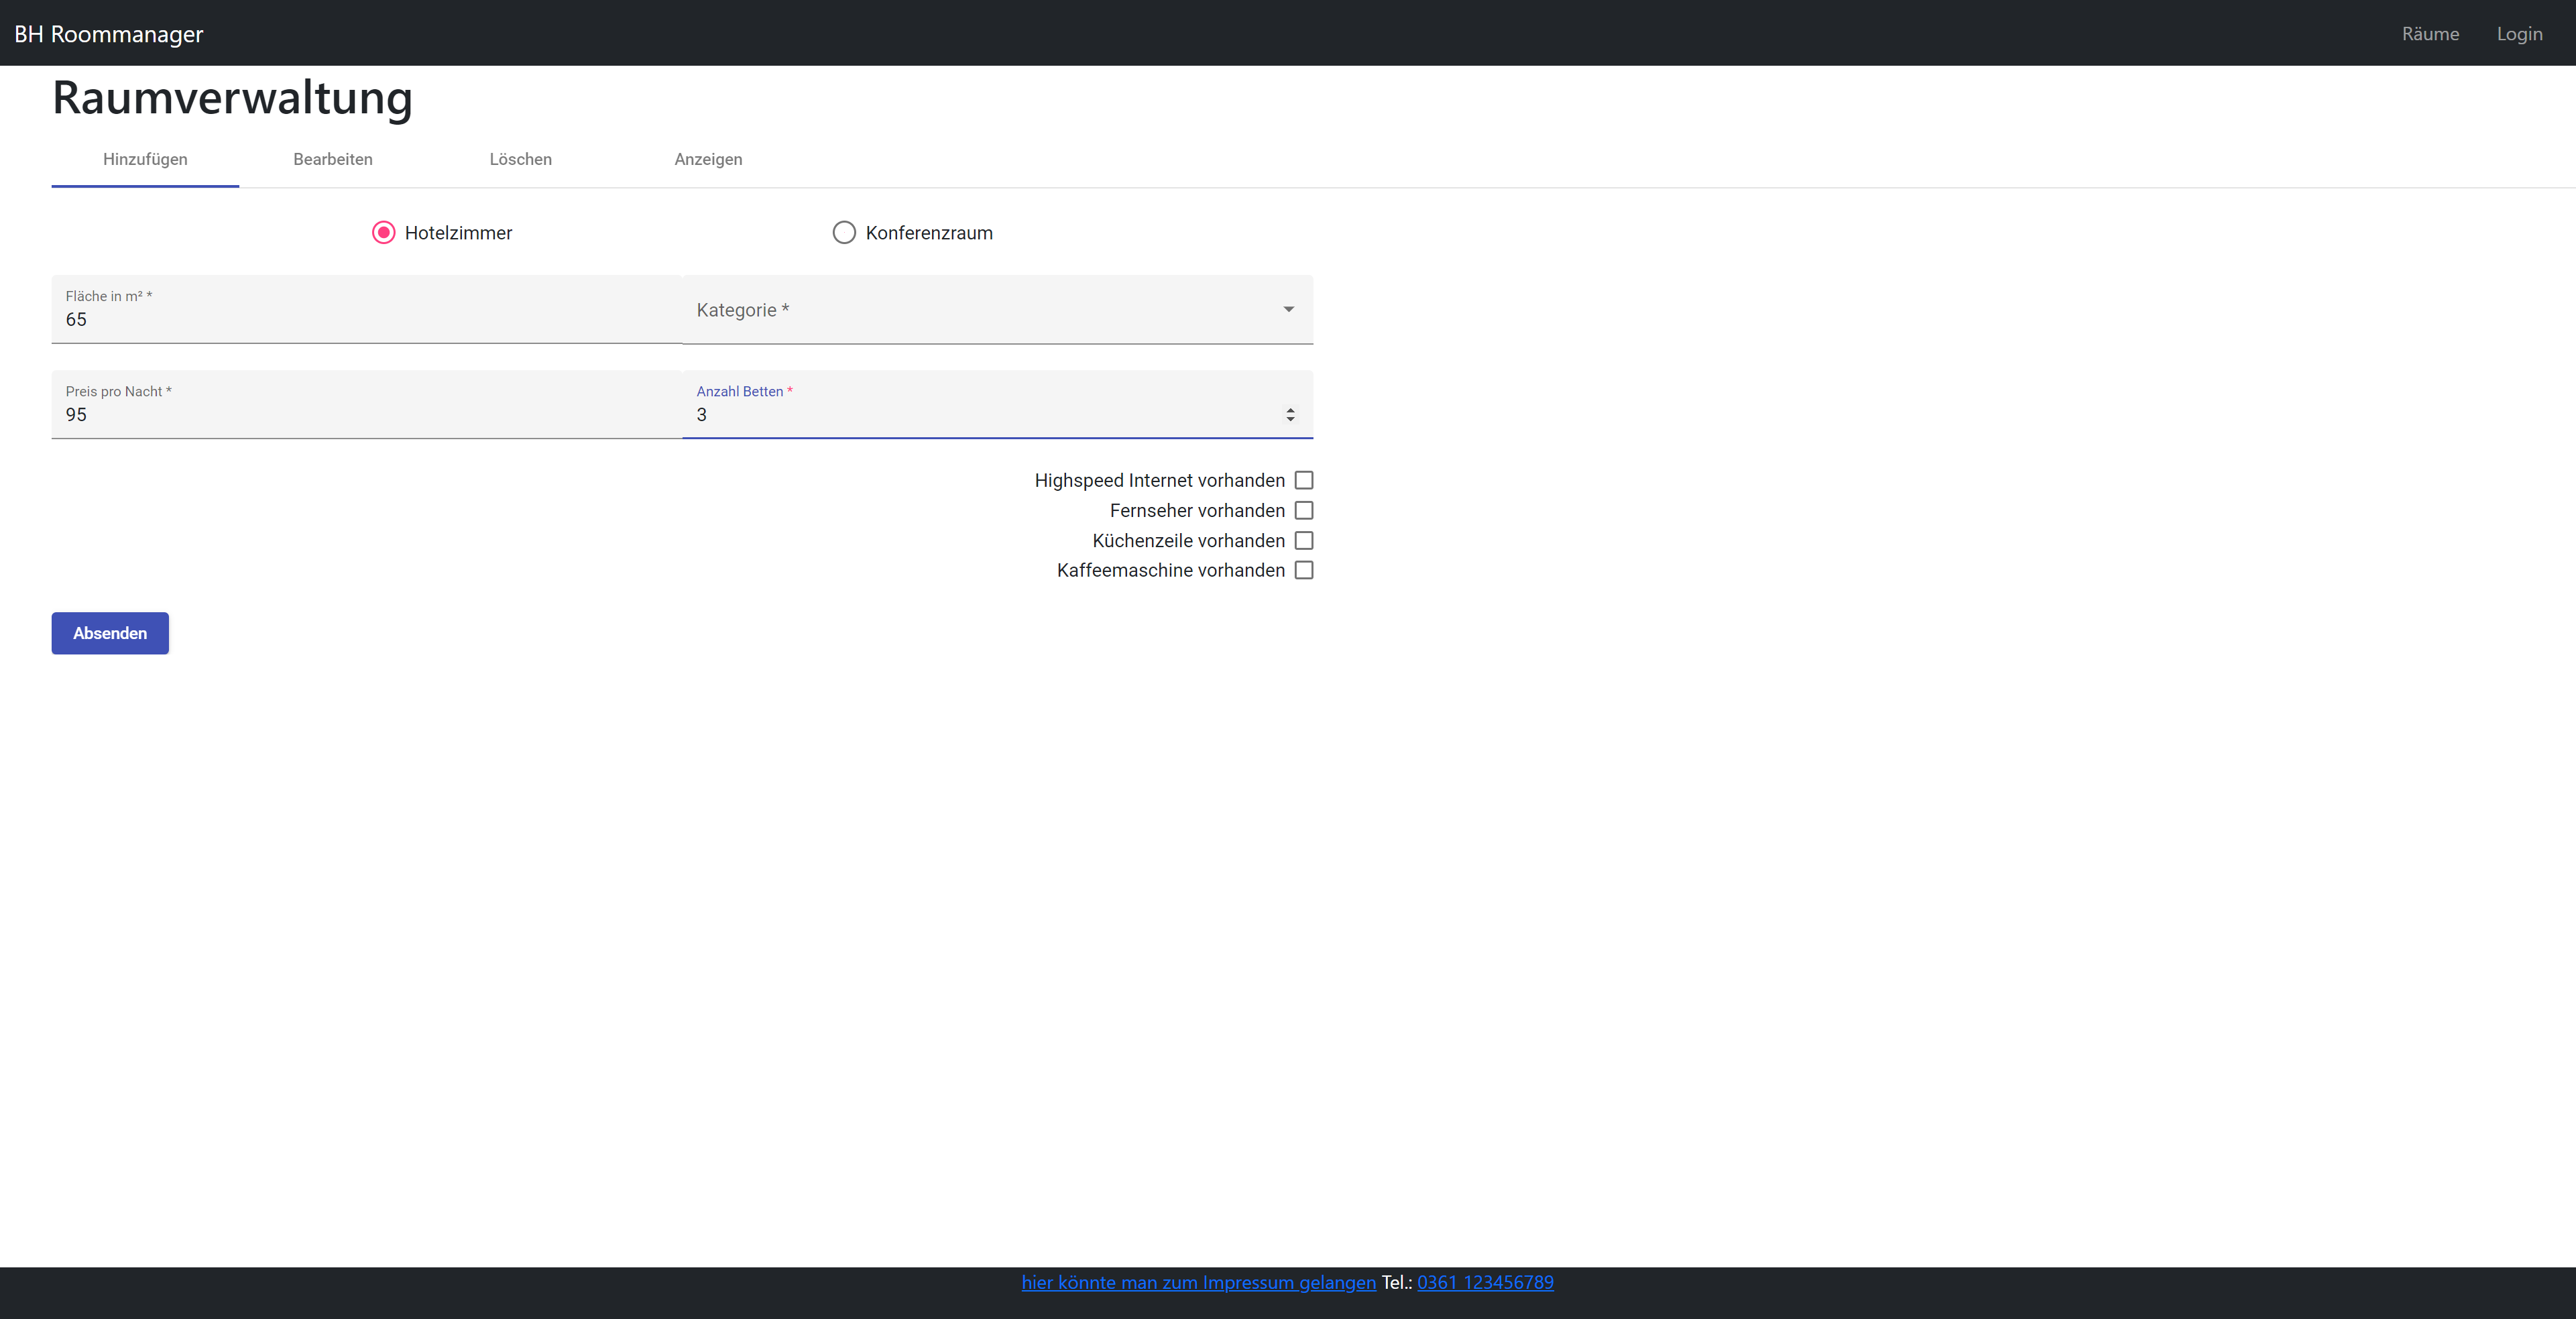 BH Roommanager
Räume Login
Raumverwaltung
Hinzufügen Bearbeiten Löschen Anzeigen
Hotelzimmer Konferenzraum
Fläche in m² *
65
Kategorie *
Preis pro Nacht *
95
Anzahl Betten *
3
Highspeed Internet vorhanden
Fernseher vorhanden
Küchenzeile vorhanden
Kaffeemaschine vorhanden
Absenden
hier könnte man zum Impressum gelangen Tel.: 0361 123456789